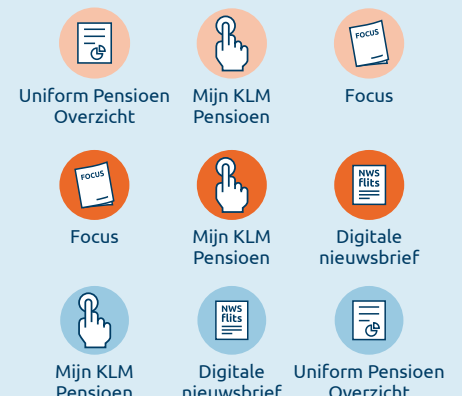 FOCUS
Uniform Pensioen Overzicht
Mijn KLM Pensioen
Focus
FOCUS
NWS
flits
Focus
Mijn KLM Pensioen
Digitale nieuwsbrief
NWS
flits
Mijn KLM Pensioen
Digitale nieuwsbrief
Uniform Pensioen Overzicht